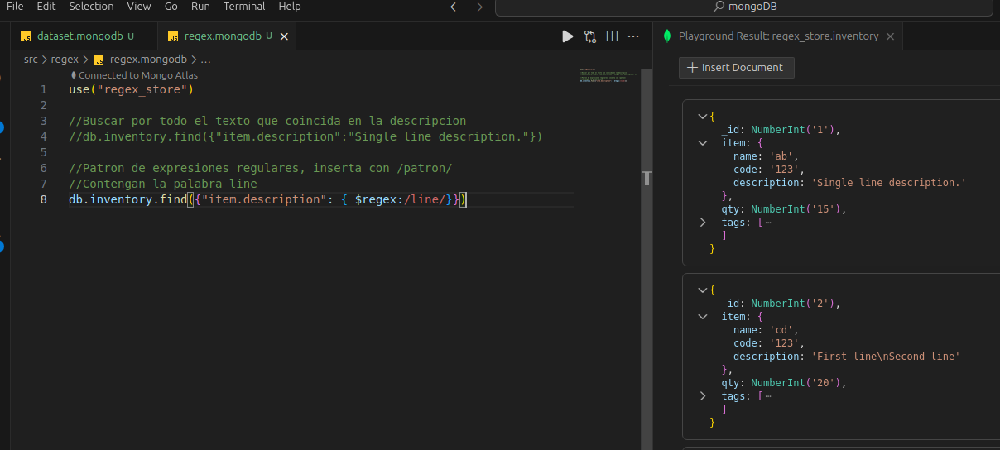 File Edit Selection View Go Run Terminal Help
mongoDB
dataset.mongodb U
regex.mongodb U
Playground Result: regex_store.inventory
src > regex > regex.mongodb > ...
Insert Document
Connected to Mongo Atlas
1 use("regex_store")
2
3 //Buscar por todo el texto que coincida en la descripcion
4 //db.inventory.find({"item.description":"Single line description."})
5
6 //Patron de expresiones regulares, inserta con /patron/
7 //Contengan la palabra line
8 db.inventory.find({"item.description": { $regex:/line/}})
{
_id: NumberInt('1'),
item: {
name: 'ab',
code: '123',
description: 'Single line description.'
},
qty: NumberInt('15'),
tags: [⋯
]
}
{
_id: NumberInt('2'),
item: {
name: 'cd',
code: '123',
description: 'First line\nSecond line'
},
qty: NumberInt('20'),
tags: [⋯
]
}